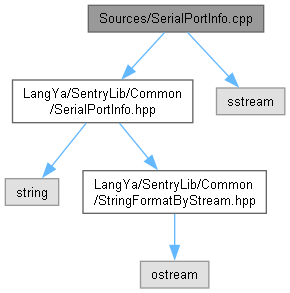 Sources/SerialPortInfo.cpp
LangYa/SentryLib/Common
/SerialPortInfo.hpp
sstream
string
LangYa/SentryLib/Common
/StringFormatByStream.hpp
ostream